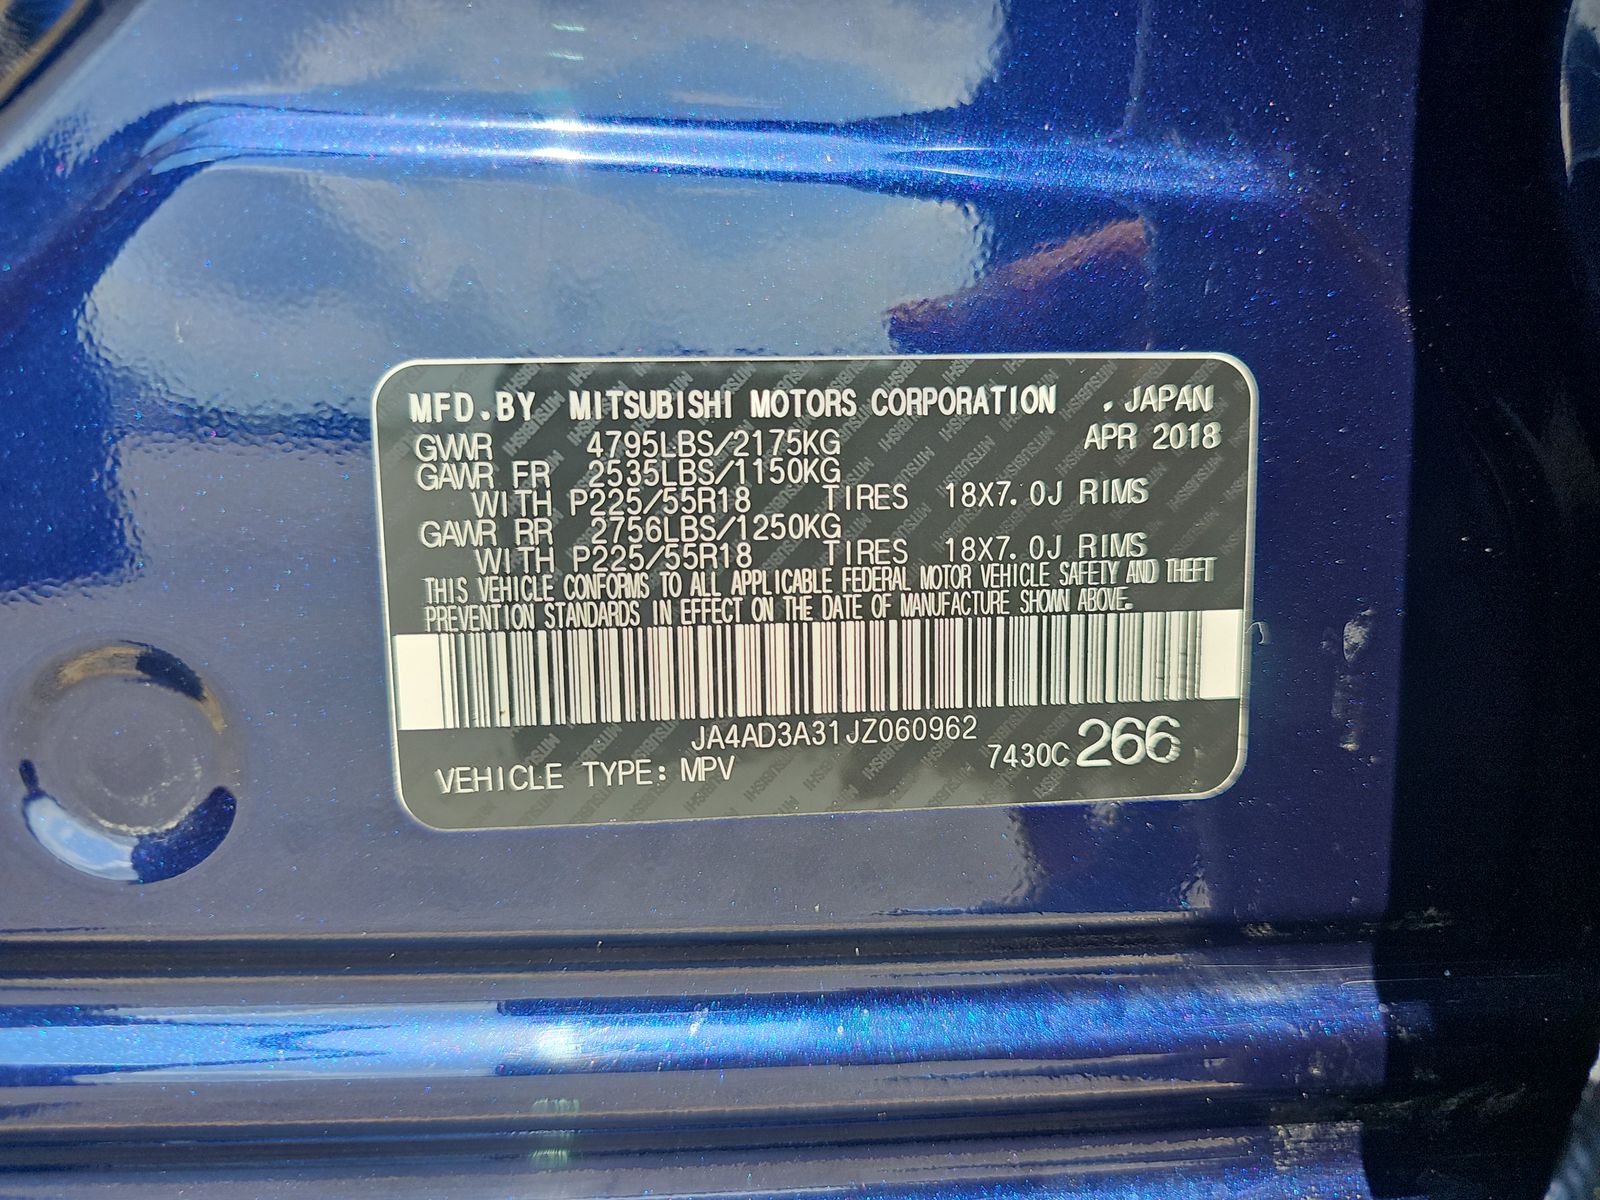 MFD.BY MITSUBISHI MOTORS CORPORATION , JAPAN
GVWR 4795LBS/2175KG APR 2018
GAWR FR 2535LBS/1150KG
WITH P225/55R18 TIRES 18X7.0J RIMS
GAWR RR 2756LBS/1250KG
WITH P225/55R18 TIRES 18X7.0J RIMS
THIS VEHICLE CONFORMS TO ALL APPLICABLE FEDERAL MOTOR VEHICLE SAFETY AND THEFT
PREVENTION STANDARDS IN EFFECT ON THE DATE OF MANUFACTURE SHOWN ABOVE.
JA4AD3A31JZ060962
7430C 266
VEHICLE TYPE: MPV